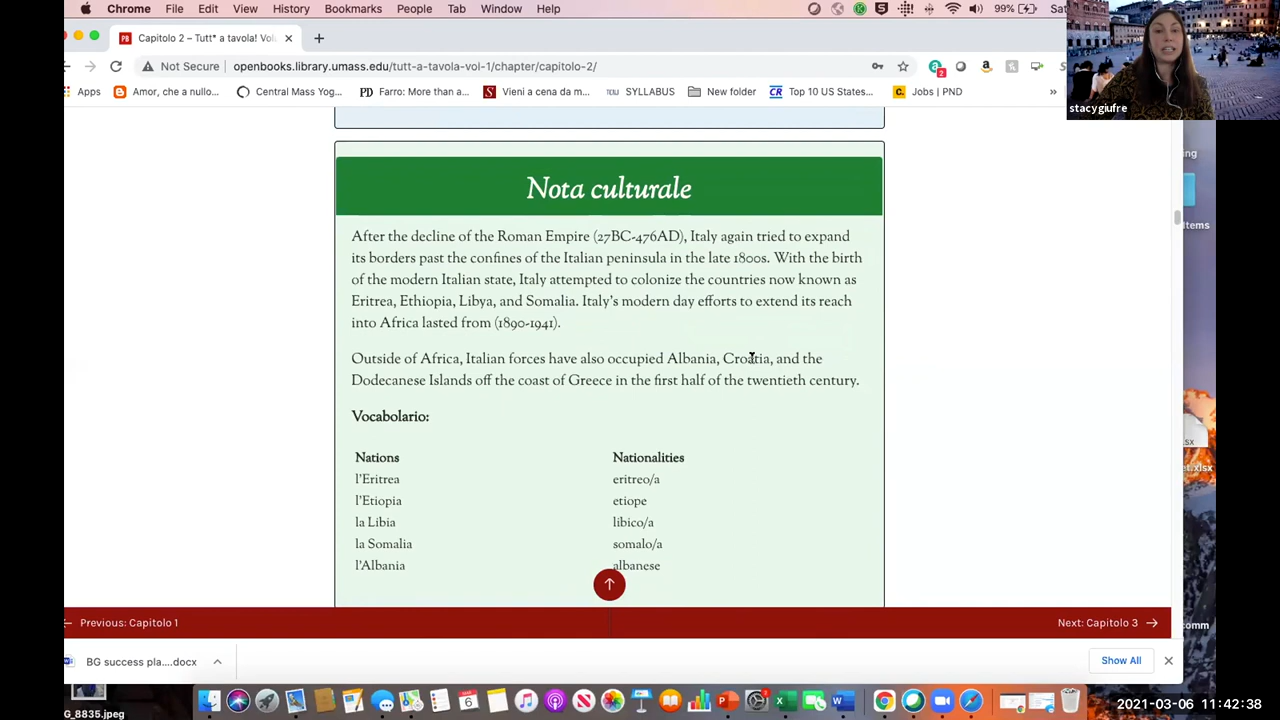 Chrome File Edit View History Bookmarks People Tab Window Help 99% Sat
Capitolo 2 – Tutt* a tavola! Vol
Not Secure openbooks.library.umass.edu/tutt-a-tavola-vol-1/chapter/capitolo-2/
2
Apps Amor, che a nullo... Central Mass Yog... Farro: More than a... Vieni a cena da m... SYLLABUS New folder Top 10 US States... Jobs | PND »
stacygiufre
Nota culturale
After the decline of the Roman Empire (27BC-476AD), Italy again tried to expand
its borders past the confines of the Italian peninsula in the late 1800s. With the birth
of the modern Italian state, Italy attempted to colonize the countries now known as
Eritrea, Ethiopia, Libya, and Somalia. Italy's modern day efforts to extend its reach
into Africa lasted from (1890-1941).
Outside of Africa, Italian forces have also occupied Albania, Croatia, and the
Dodecanese Islands off the coast of Greece in the first half of the twentieth century.
Vocabolario:
Nations Nationalities
l'Eritrea eritreo/a
l'Etiopia etiope
la Libia libico/a
la Somalia somalo/a
l'Albania albanese
Previous: Capitolo 1 Next: Capitolo 3
BG success pla....docx Show All
G_8835.jpeg
2021-03-06 11:42:38